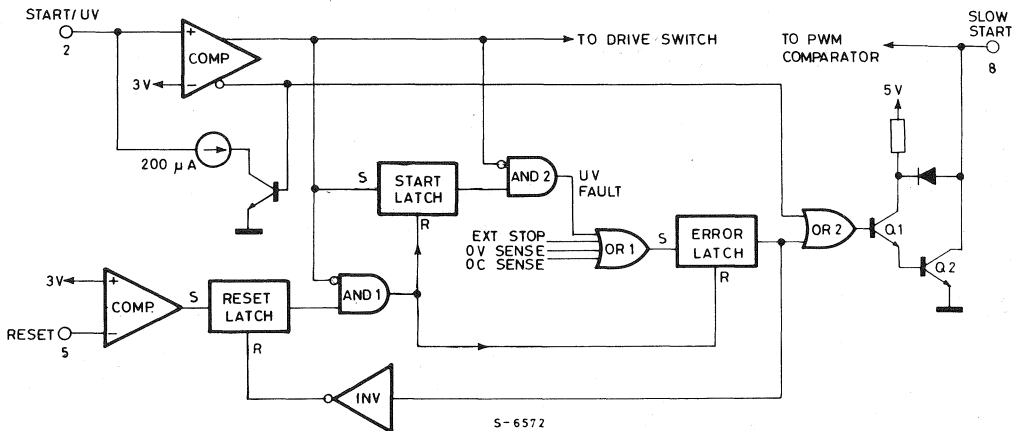 START/UV
2
+
COMP
-
3V
200 µA
TO DRIVE SWITCH
TO PWM
COMPARATOR
SLOW
START
8
5V
S
START
LATCH
R
AND 2
UV
FAULT
EXT STOP
OV SENSE
OC SENSE
OR 1
S
ERROR
LATCH
R
OR 2
Q1
Q2
3V
+
COMP.
-
RESET
5
S
RESET
LATCH
R
AND 1
INV
S-6572